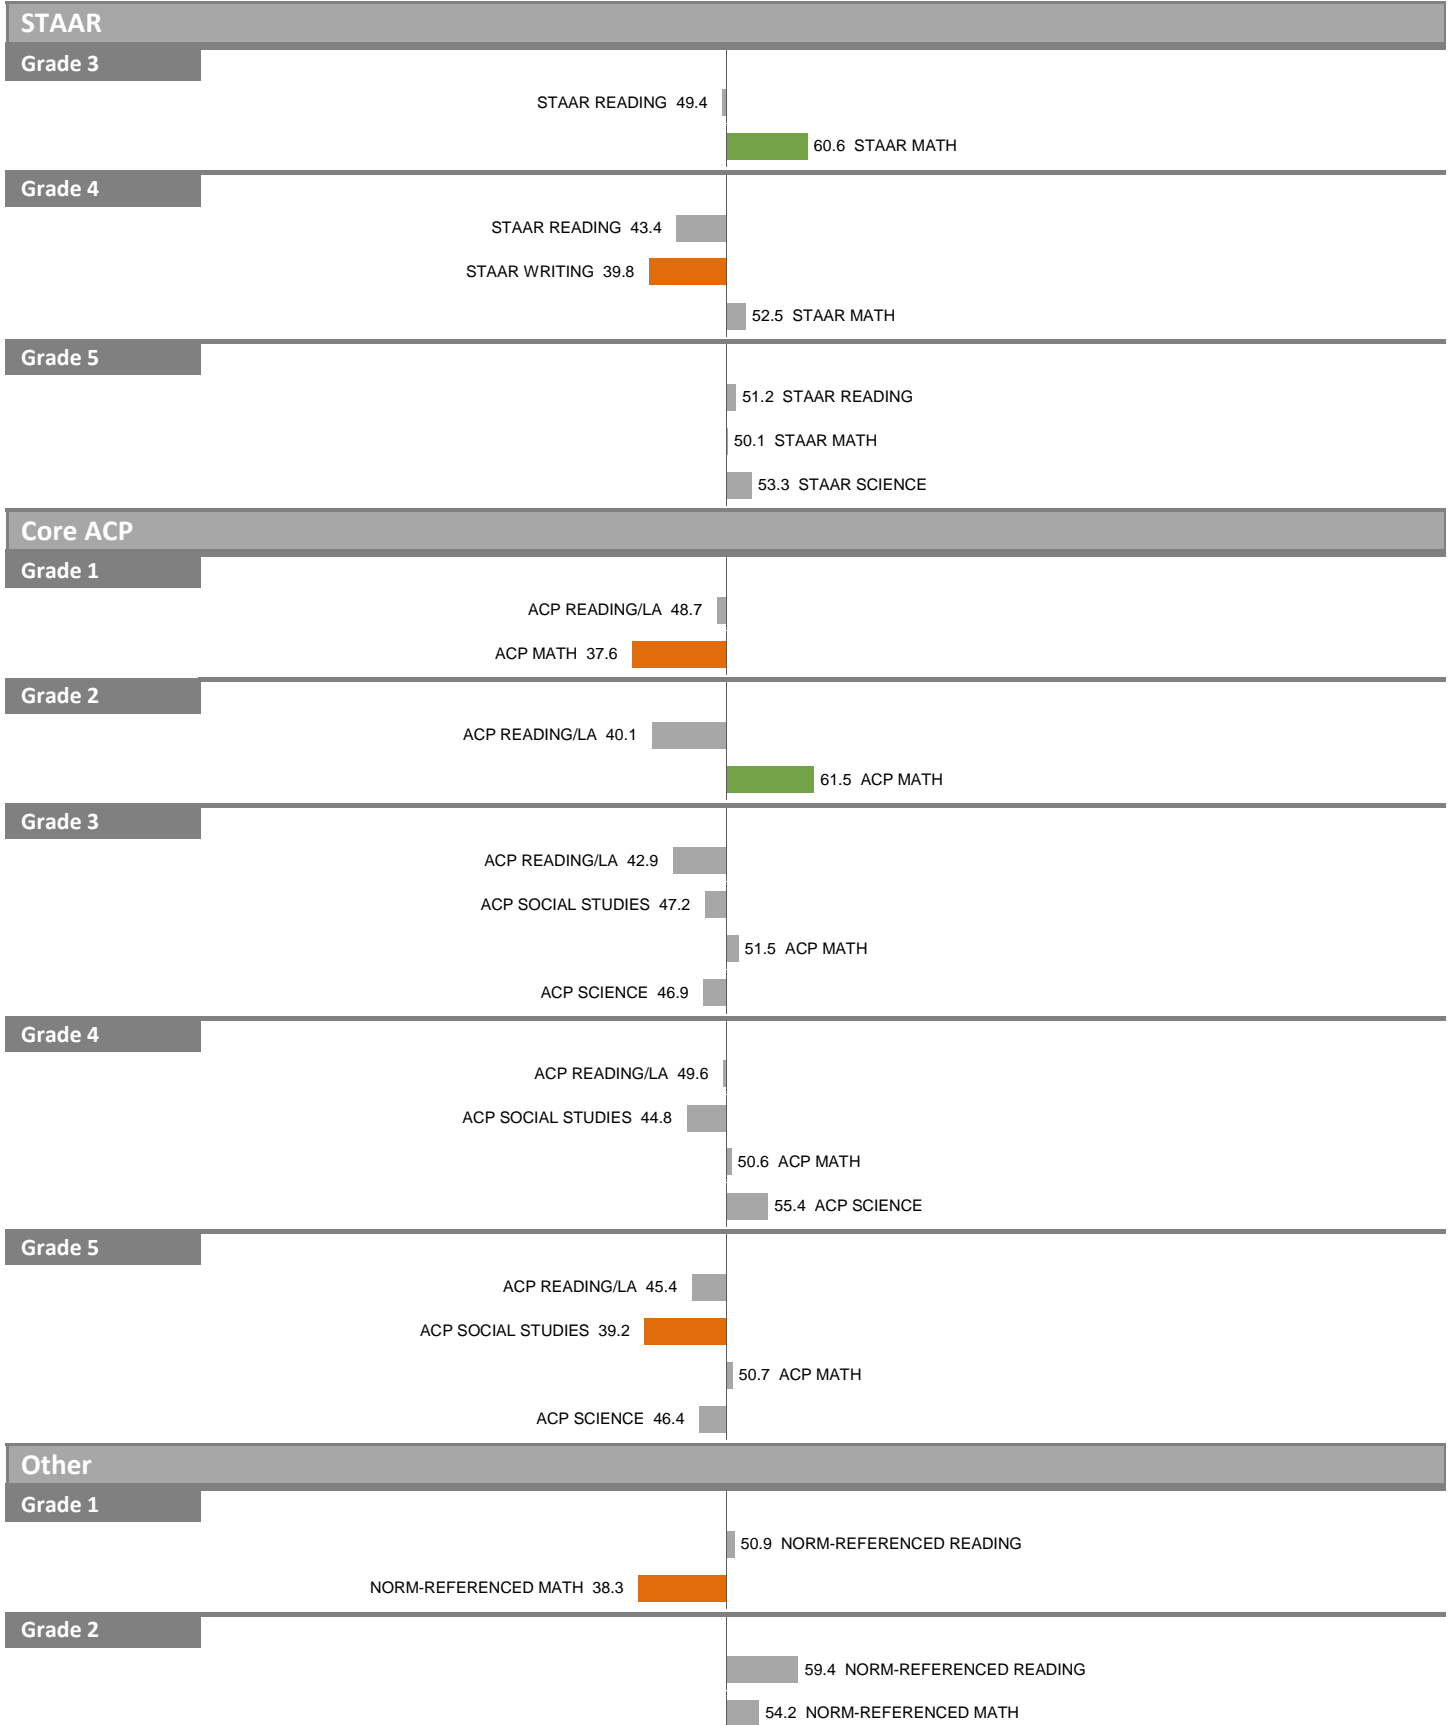 STAAR
Grade 3
STAAR READING 49.4
60.6 STAAR MATH
Grade 4
STAAR READING 43.4
STAAR WRITING 39.8
52.5 STAAR MATH
Grade 5
51.2 STAAR READING
50.1 STAAR MATH
53.3 STAAR SCIENCE
Core ACP
Grade 1
ACP READING/LA 48.7
ACP MATH 37.6
Grade 2
ACP READING/LA 40.1
61.5 ACP MATH
Grade 3
ACP READING/LA 42.9
ACP SOCIAL STUDIES 47.2
51.5 ACP MATH
ACP SCIENCE 46.9
Grade 4
ACP READING/LA 49.6
ACP SOCIAL STUDIES 44.8
50.6 ACP MATH
55.4 ACP SCIENCE
Grade 5
ACP READING/LA 45.4
ACP SOCIAL STUDIES 39.2
50.7 ACP MATH
ACP SCIENCE 46.4
Other
Grade 1
50.9 NORM-REFERENCED READING
NORM-REFERENCED MATH 38.3
Grade 2
59.4 NORM-REFERENCED READING
54.2 NORM-REFERENCED MATH